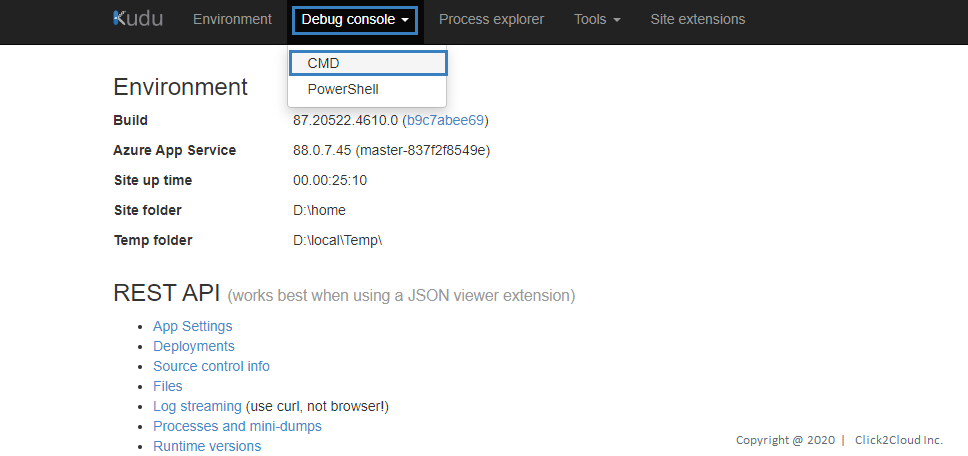 Kudu Environment Debug console Process explorer Tools Site extensions
CMD
PowerShell
Environment
Build 87.20522.4610.0 (b9c7abee69)
Azure App Service 88.0.7.45 (master-837f2f8549e)
Site up time 00.00:25:10
Site folder D:\home
Temp folder D:\local\Temp\
REST API (works best when using a JSON viewer extension)
• App Settings
• Deployments
• Source control info
• Files
• Log streaming (use curl, not browser!)
• Processes and mini-dumps
• Runtime versions
Copyright @ 2020 | Click2Cloud Inc.